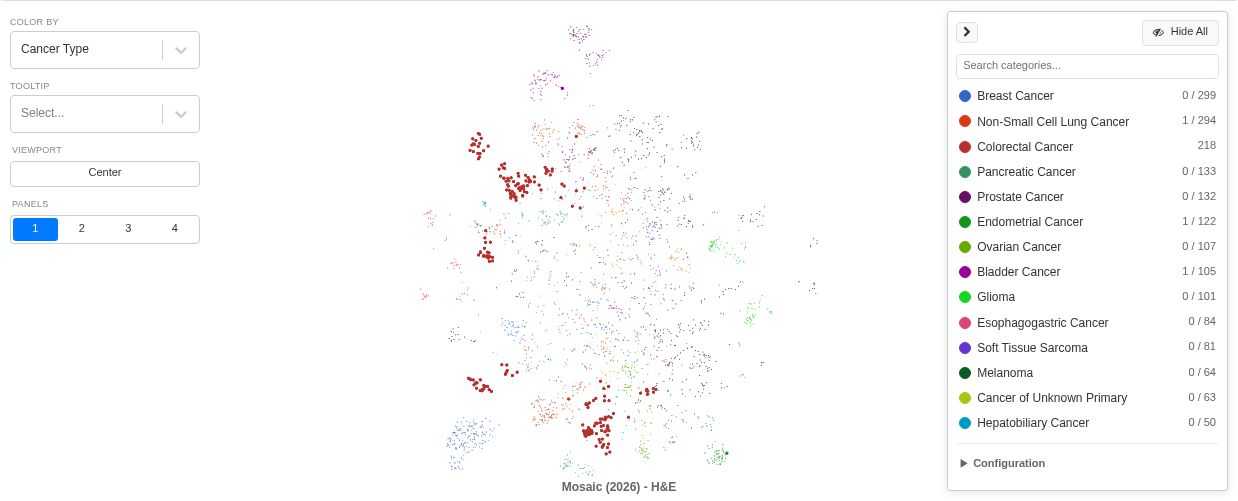 COLOR BY
Cancer Type
TOOLTIP
Select...
VIEWPORT
Center
PANELS
1 2 3 4
Mosaic (2026) - H&E
Hide All
Search categories...
Breast Cancer 0 / 299
Non-Small Cell Lung Cancer 1 / 294
Colorectal Cancer 218
Pancreatic Cancer 0 / 133
Prostate Cancer 0 / 132
Endometrial Cancer 1 / 122
Ovarian Cancer 0 / 107
Bladder Cancer 1 / 105
Glioma 0 / 101
Esophagogastric Cancer 0 / 84
Soft Tissue Sarcoma 0 / 81
Melanoma 0 / 64
Cancer of Unknown Primary 0 / 63
Hepatobiliary Cancer 0 / 50
Configuration